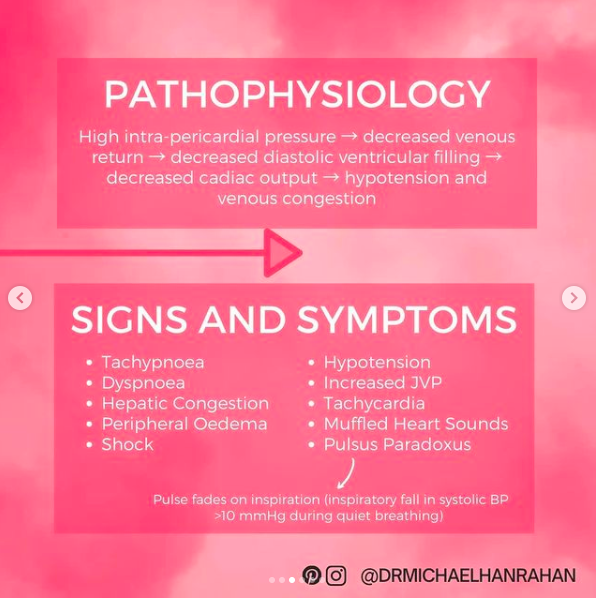 PATHOPHYSIOLOGY
High intra-pericardial pressure → decreased venous
return → decreased diastolic ventricular filling →
decreased cadiac output → hypotension and
venous congestion
SIGNS AND SYMPTOMS
• Tachypnoea
• Dyspnoea
• Hepatic Congestion
• Peripheral Oedema
• Shock
• Hypotension
• Increased JVP
• Tachycardia
• Muffled Heart Sounds
• Pulsus Paradoxus
Pulse fades on inspiration (inspiratory fall in systolic BP
>10 mmHg during quiet breathing)
@DRMICHAELHANRAHAN